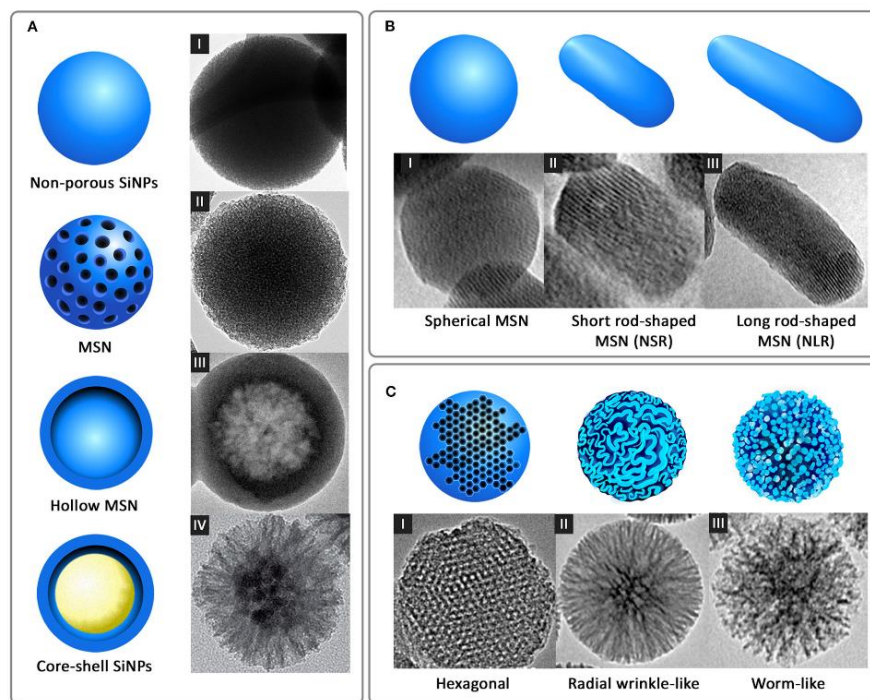 A
I
Non-porous SiNPs
II
MSN
III
Hollow MSN
IV
Core-shell SiNPs
B
I
II
III
Spherical MSN
Short rod-shaped
MSN (NSR)
Long rod-shaped
MSN (NLR)
C
I
II
III
Hexagonal
Radial wrinkle-like
Worm-like